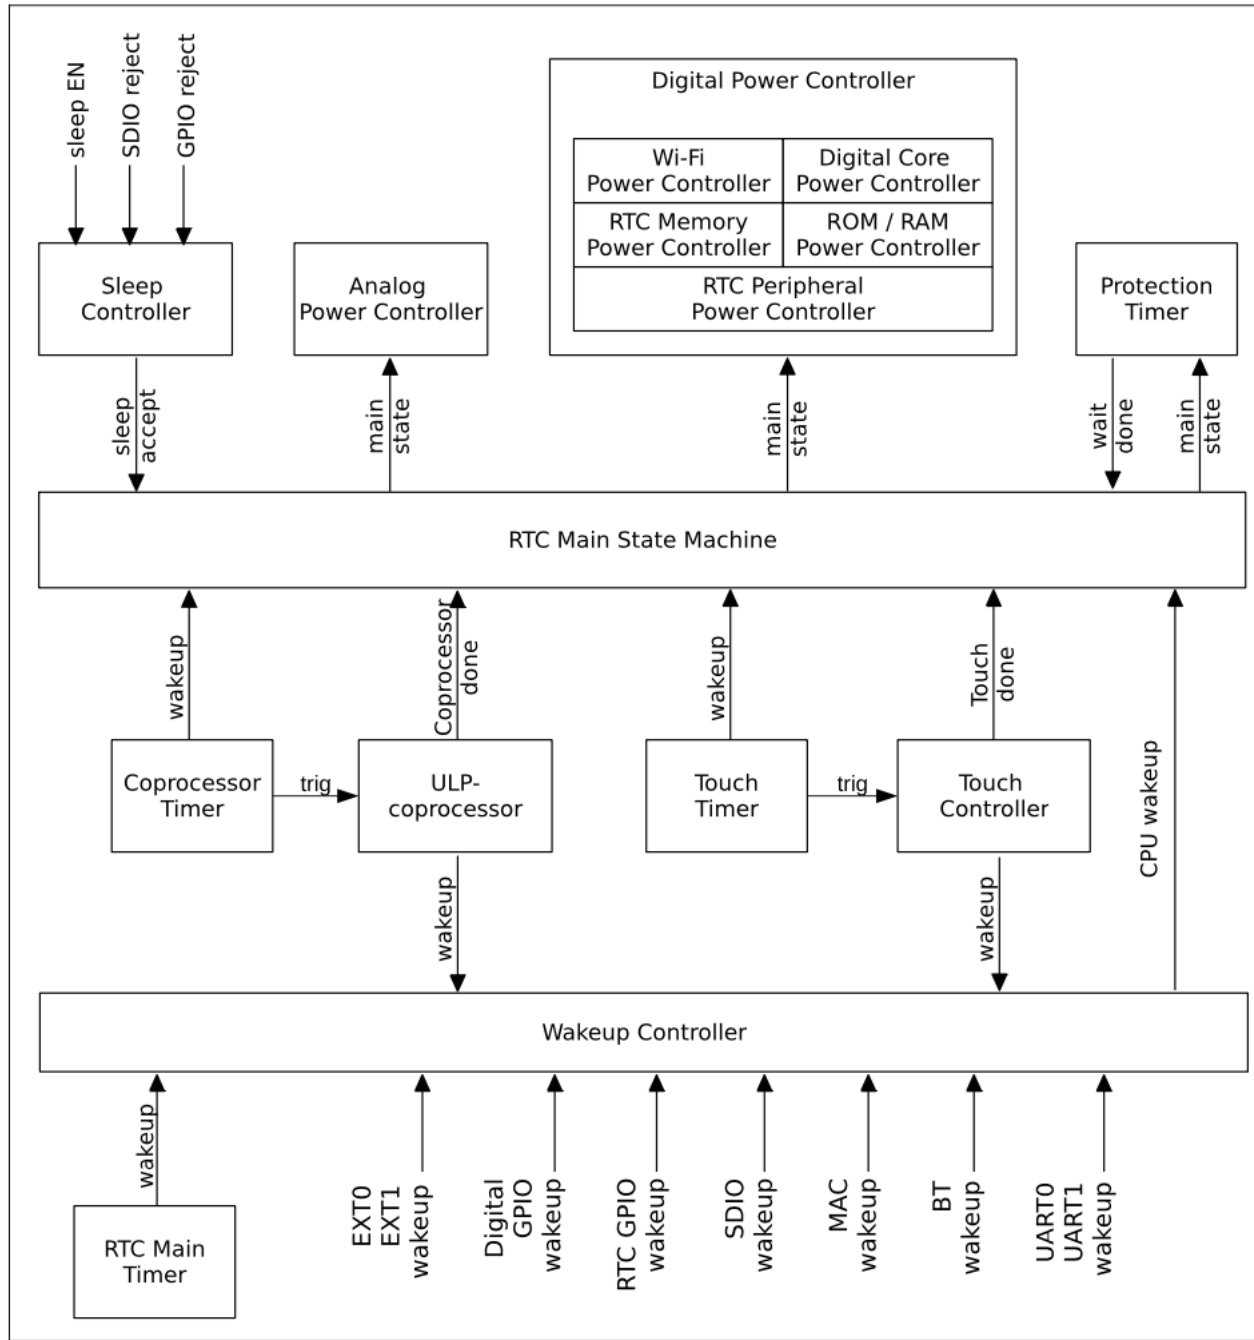 sleep EN
SDIO reject
GPIO reject
Digital Power Controller
Wi-Fi
Power Controller
Digital Core
Power Controller
RTC Memory
Power Controller
ROM / RAM
Power Controller
RTC Peripheral
Power Controller
Sleep
Controller
Analog
Power Controller
Protection
Timer
sleep
accept
main
state
main
state
wait
done
main
state
RTC Main State Machine
wakeup
Coprocessor
done
wakeup
Touch
done
CPU wakeup
Coprocessor
Timer
trig
ULP-
coprocessor
Touch
Timer
trig
Touch
Controller
wakeup
wakeup
Wakeup Controller
wakeup
RTC Main
Timer
EXT0
EXT1
wakeup
Digital
GPIO
wakeup
RTC GPIO
wakeup
SDIO
wakeup
MAC
wakeup
BT
wakeup
UART0
UART1
wakeup